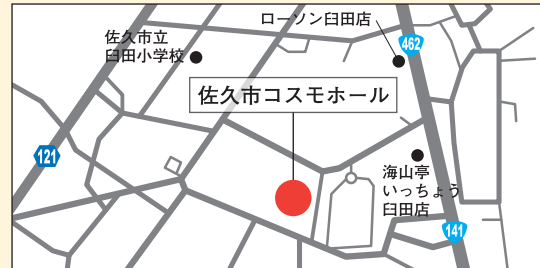 ローソン臼田店
佐久市立
臼田小学校
462
佐久市コスモホール
121
海山亭
いっちょう
臼田店
141